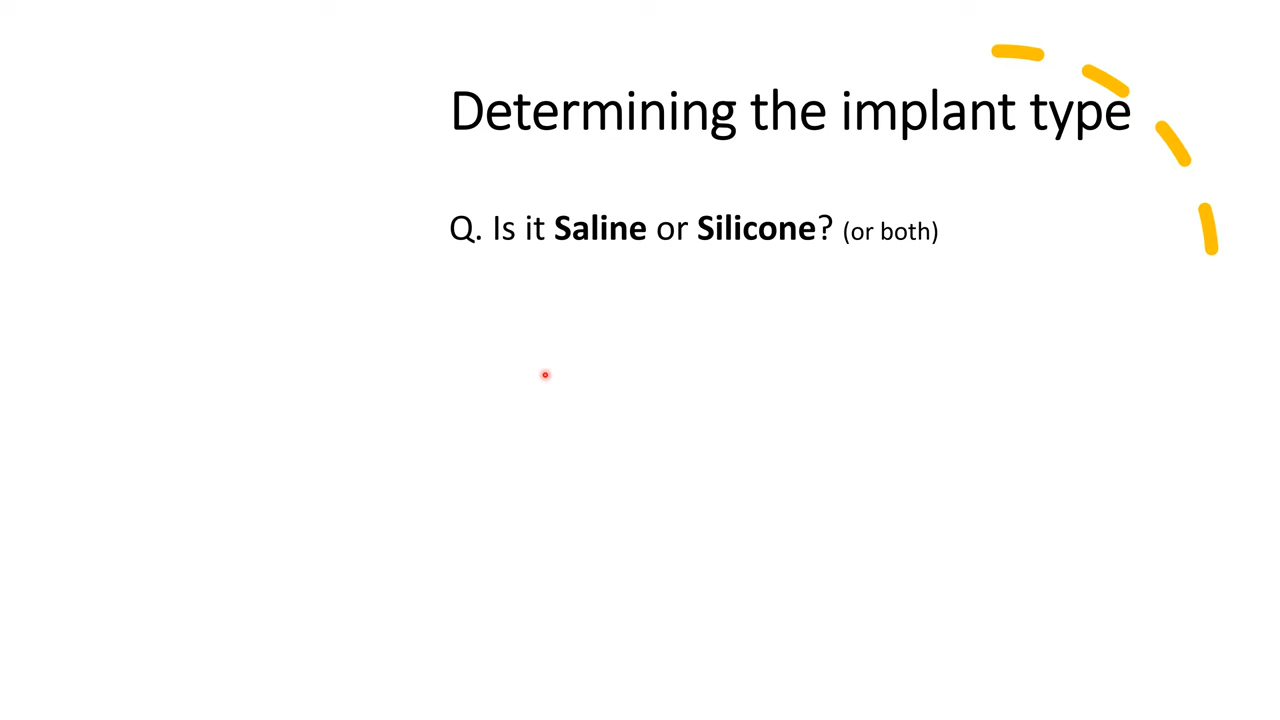 Determining the implant type
Q. Is it Saline or Silicone? (or both)